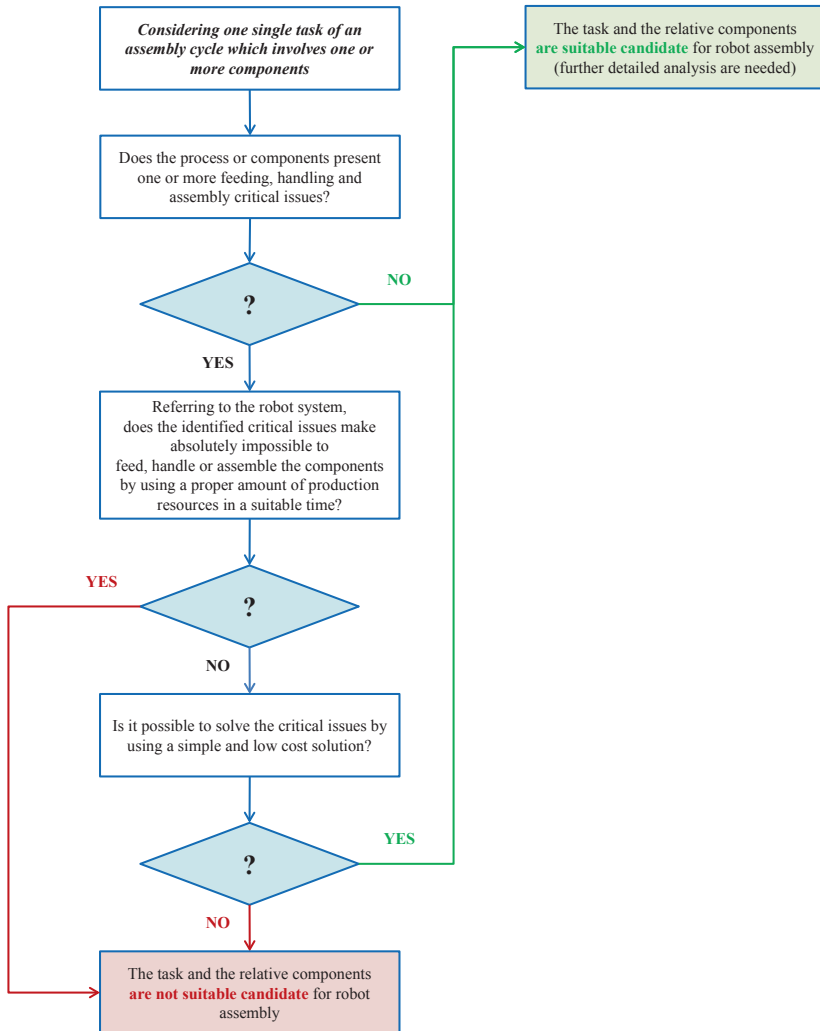 Considering one single task of an
assembly cycle which involves one or
more components
The task and the relative components
are suitable candidate for robot assembly
(further detailed analysis are needed)
Does the process or components present
one or more feeding, handling and
assembly critical issues?
?
NO
YES
Referring to the robot system,
does the identified critical issues make
absolutely impossible to
feed, handle or assemble the components
by using a proper amount of production
resources in a suitable time?
YES
?
NO
Is it possible to solve the critical issues by
using a simple and low cost solution?
?
YES
NO
The task and the relative components
are not suitable candidate for robot
assembly